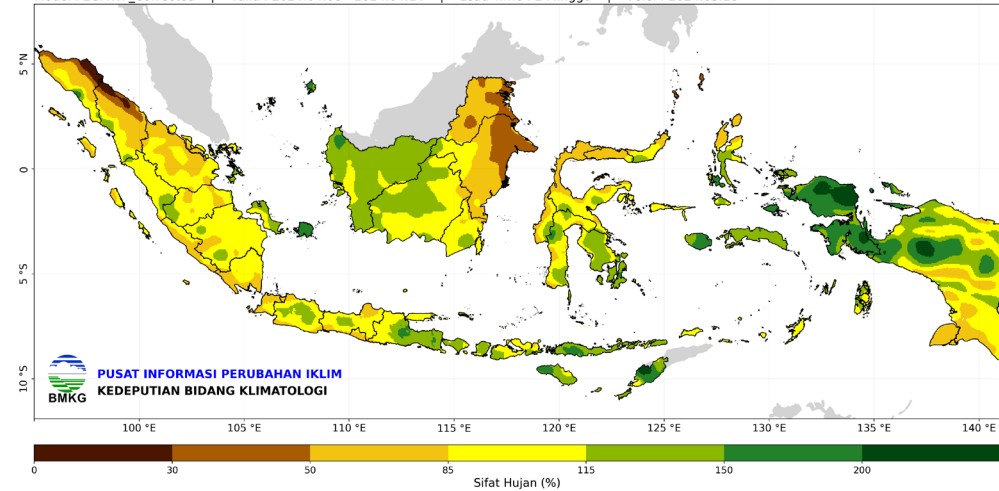 5 °N
0
5 °S
10 °S
BMKG
PUSAT INFORMASI PERUBAHAN IKLIM
KEDEPUTIAN BIDANG KLIMATOLOGI
100 °E 105 °E 110 °E 115 °E 120 °E 125 °E 130 °E 135 °E 140 °E
0 30 50 85 115 150 200
Sifat Hujan (%)